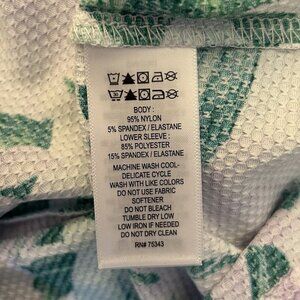 BODY:
95% NYLON
5% SPANDEX / ELASTANE
LOWER SLEEVE:
85% POLYESTER
15% SPANDEX / ELASTANE
MACHINE WASH COOL-
DELICATE CYCLE
WASH WITH LIKE COLORS
DO NOT USE FABRIC
SOFTENER
DO NOT BLEACH
TUMBLE DRY LOW
LOW IRON IF NEEDED
DO NOT DRY CLEAN
RN# 75343